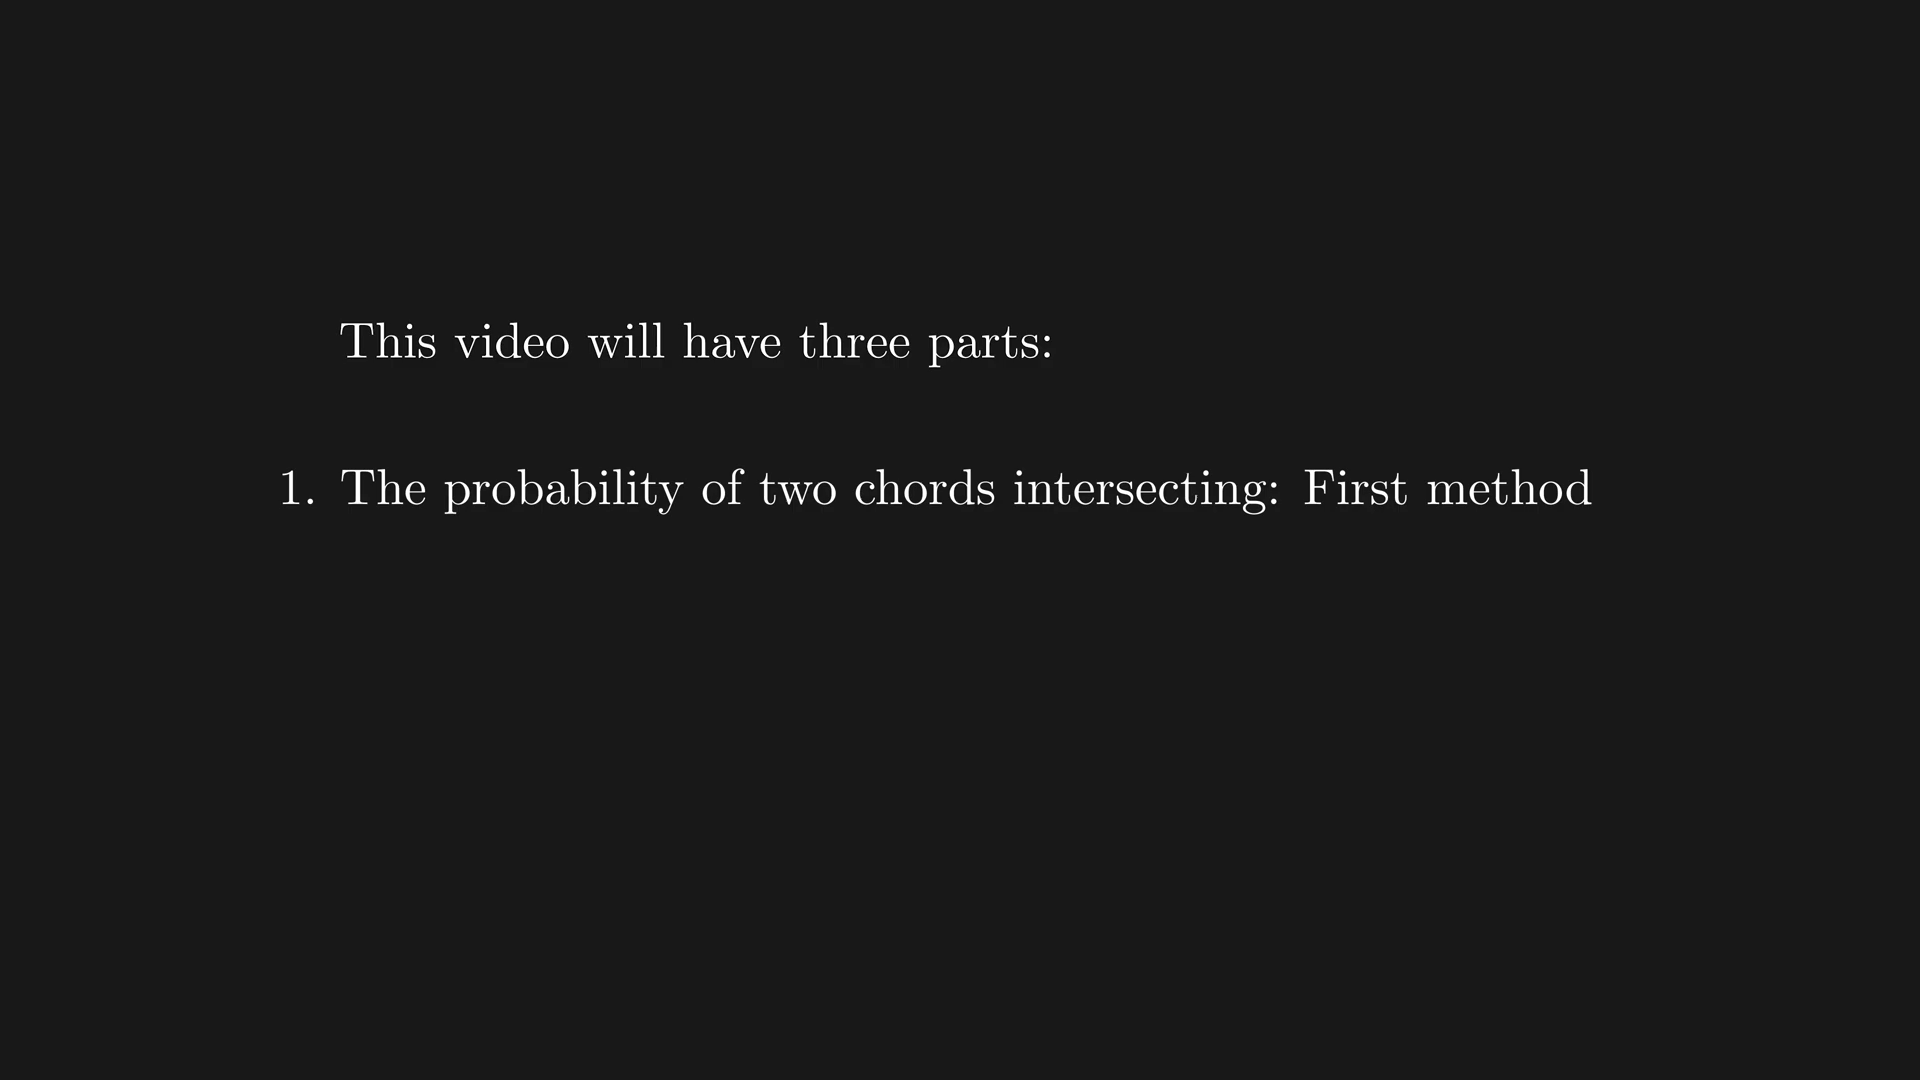 This video will have three parts:
1. The probability of two chords intersecting: First method